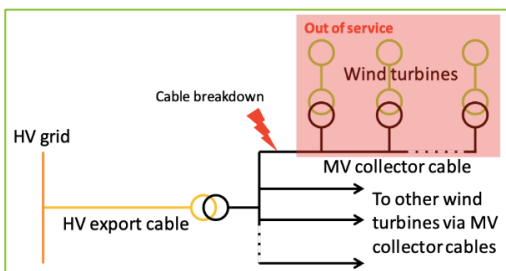 Out of service
Wind turbines
Cable breakdown
HV grid
MV collector cable
HV export cable
To other wind
turbines via MV
collector cables